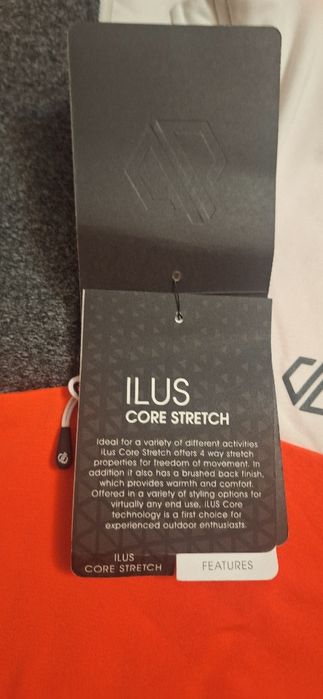 ILUS
CORE STRETCH
Ideal for a variety of different activities
iLus Core Stretch offers 4 way stretch
properties for freedom of movement. In
addition it also has a brushed back finish,
which provides warmth and comfort.
Offered in a variety of styling options for
virtually any end use, iLUS Core
technology is a first choice for
experienced outdoor enthusiasts.
ILUS
CORE STRETCH
FEATURES